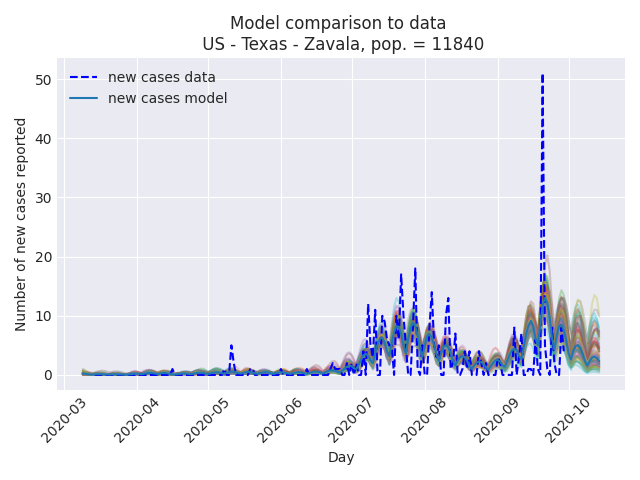 Model comparison to data
US - Texas - Zavala, pop. = 11840
new cases data
new cases model
Number of new cases reported
50
40
30
20
10
0
2020-03
2020-04
2020-05
2020-06
2020-07
2020-08
2020-09
2020-10
Day